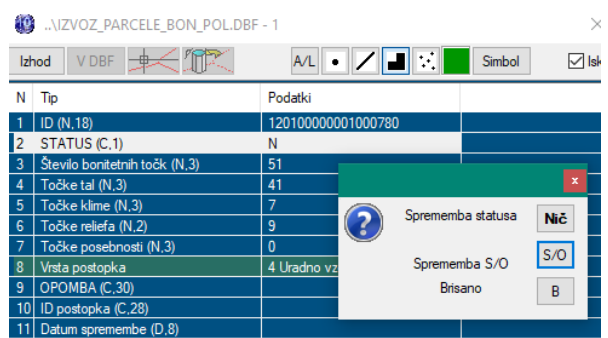 ..\IZVOZ_PARCELE_BON_POL.DBF - 1
Izhod V DBF A/L Simbol Isk
N Tip Podatki
1 ID (N,18) 120100000001000780
2 STATUS (C,1) N
3 Število bonitetnih točk (N,3) 51
4 Točke tal (N,3) 41
5 Točke klime (N,3) 7
6 Točke reliefa (N,2) 9
7 Točke posebnosti (N,3) 0
8 Vrsta postopka 4 Uradno vz
9 OPOMBA (C,30)
10 ID postopka (C,28)
11 Datum spremembe (D,8)
Sprememba statusa Nič
Sprememba S/O S/O
Brisano B